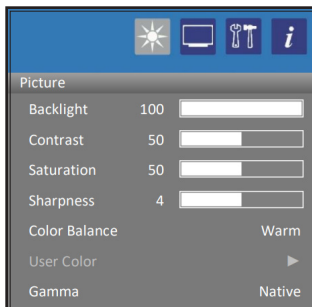 i
Picture
Backlight 100
Contrast 50
Saturation 50
Sharpness 4
Color Balance Warm
User Color
Gamma Native